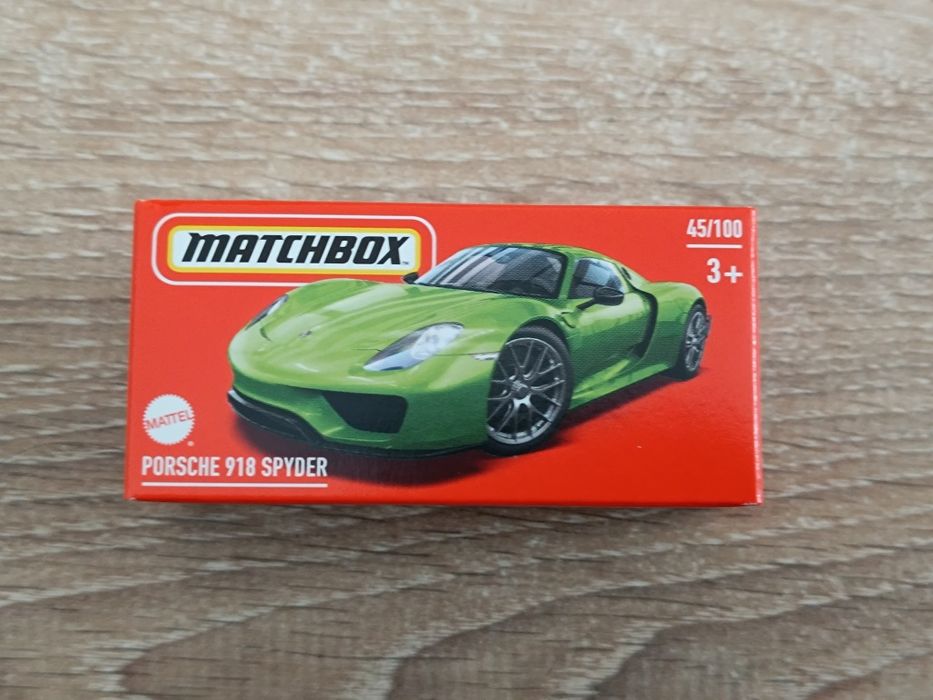 MATCHBOX
45/100
3+
MATTEL
PORSCHE 918 SPYDER